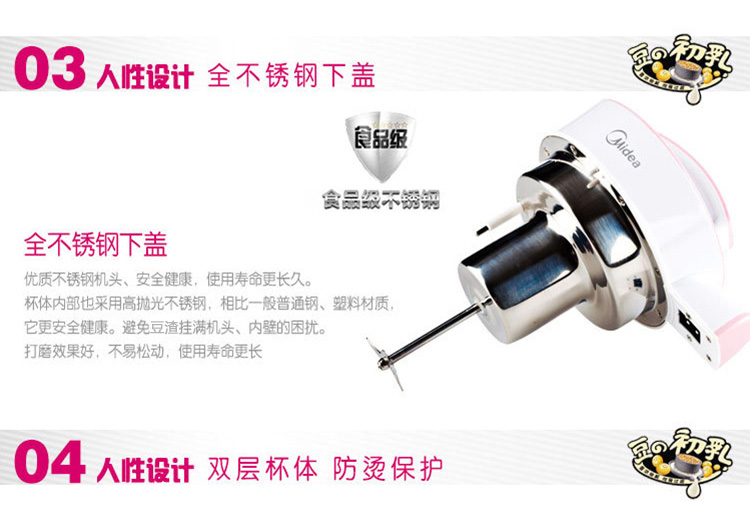 03 人性设计 全不锈钢下盖
豆の初乳
食品级
食品级不锈钢
Midea
全不锈钢下盖
优质不锈钢机头、安全健康，使用寿命更长久。
杯体内部也采用高抛光不锈钢，相比一般普通钢、塑料材质，
它更安全健康。避免豆渣挂满机头、内壁的困扰。
打磨效果好，不易松动，使用寿命更长
04 人性设计 双层杯体 防烫保护
豆の初乳